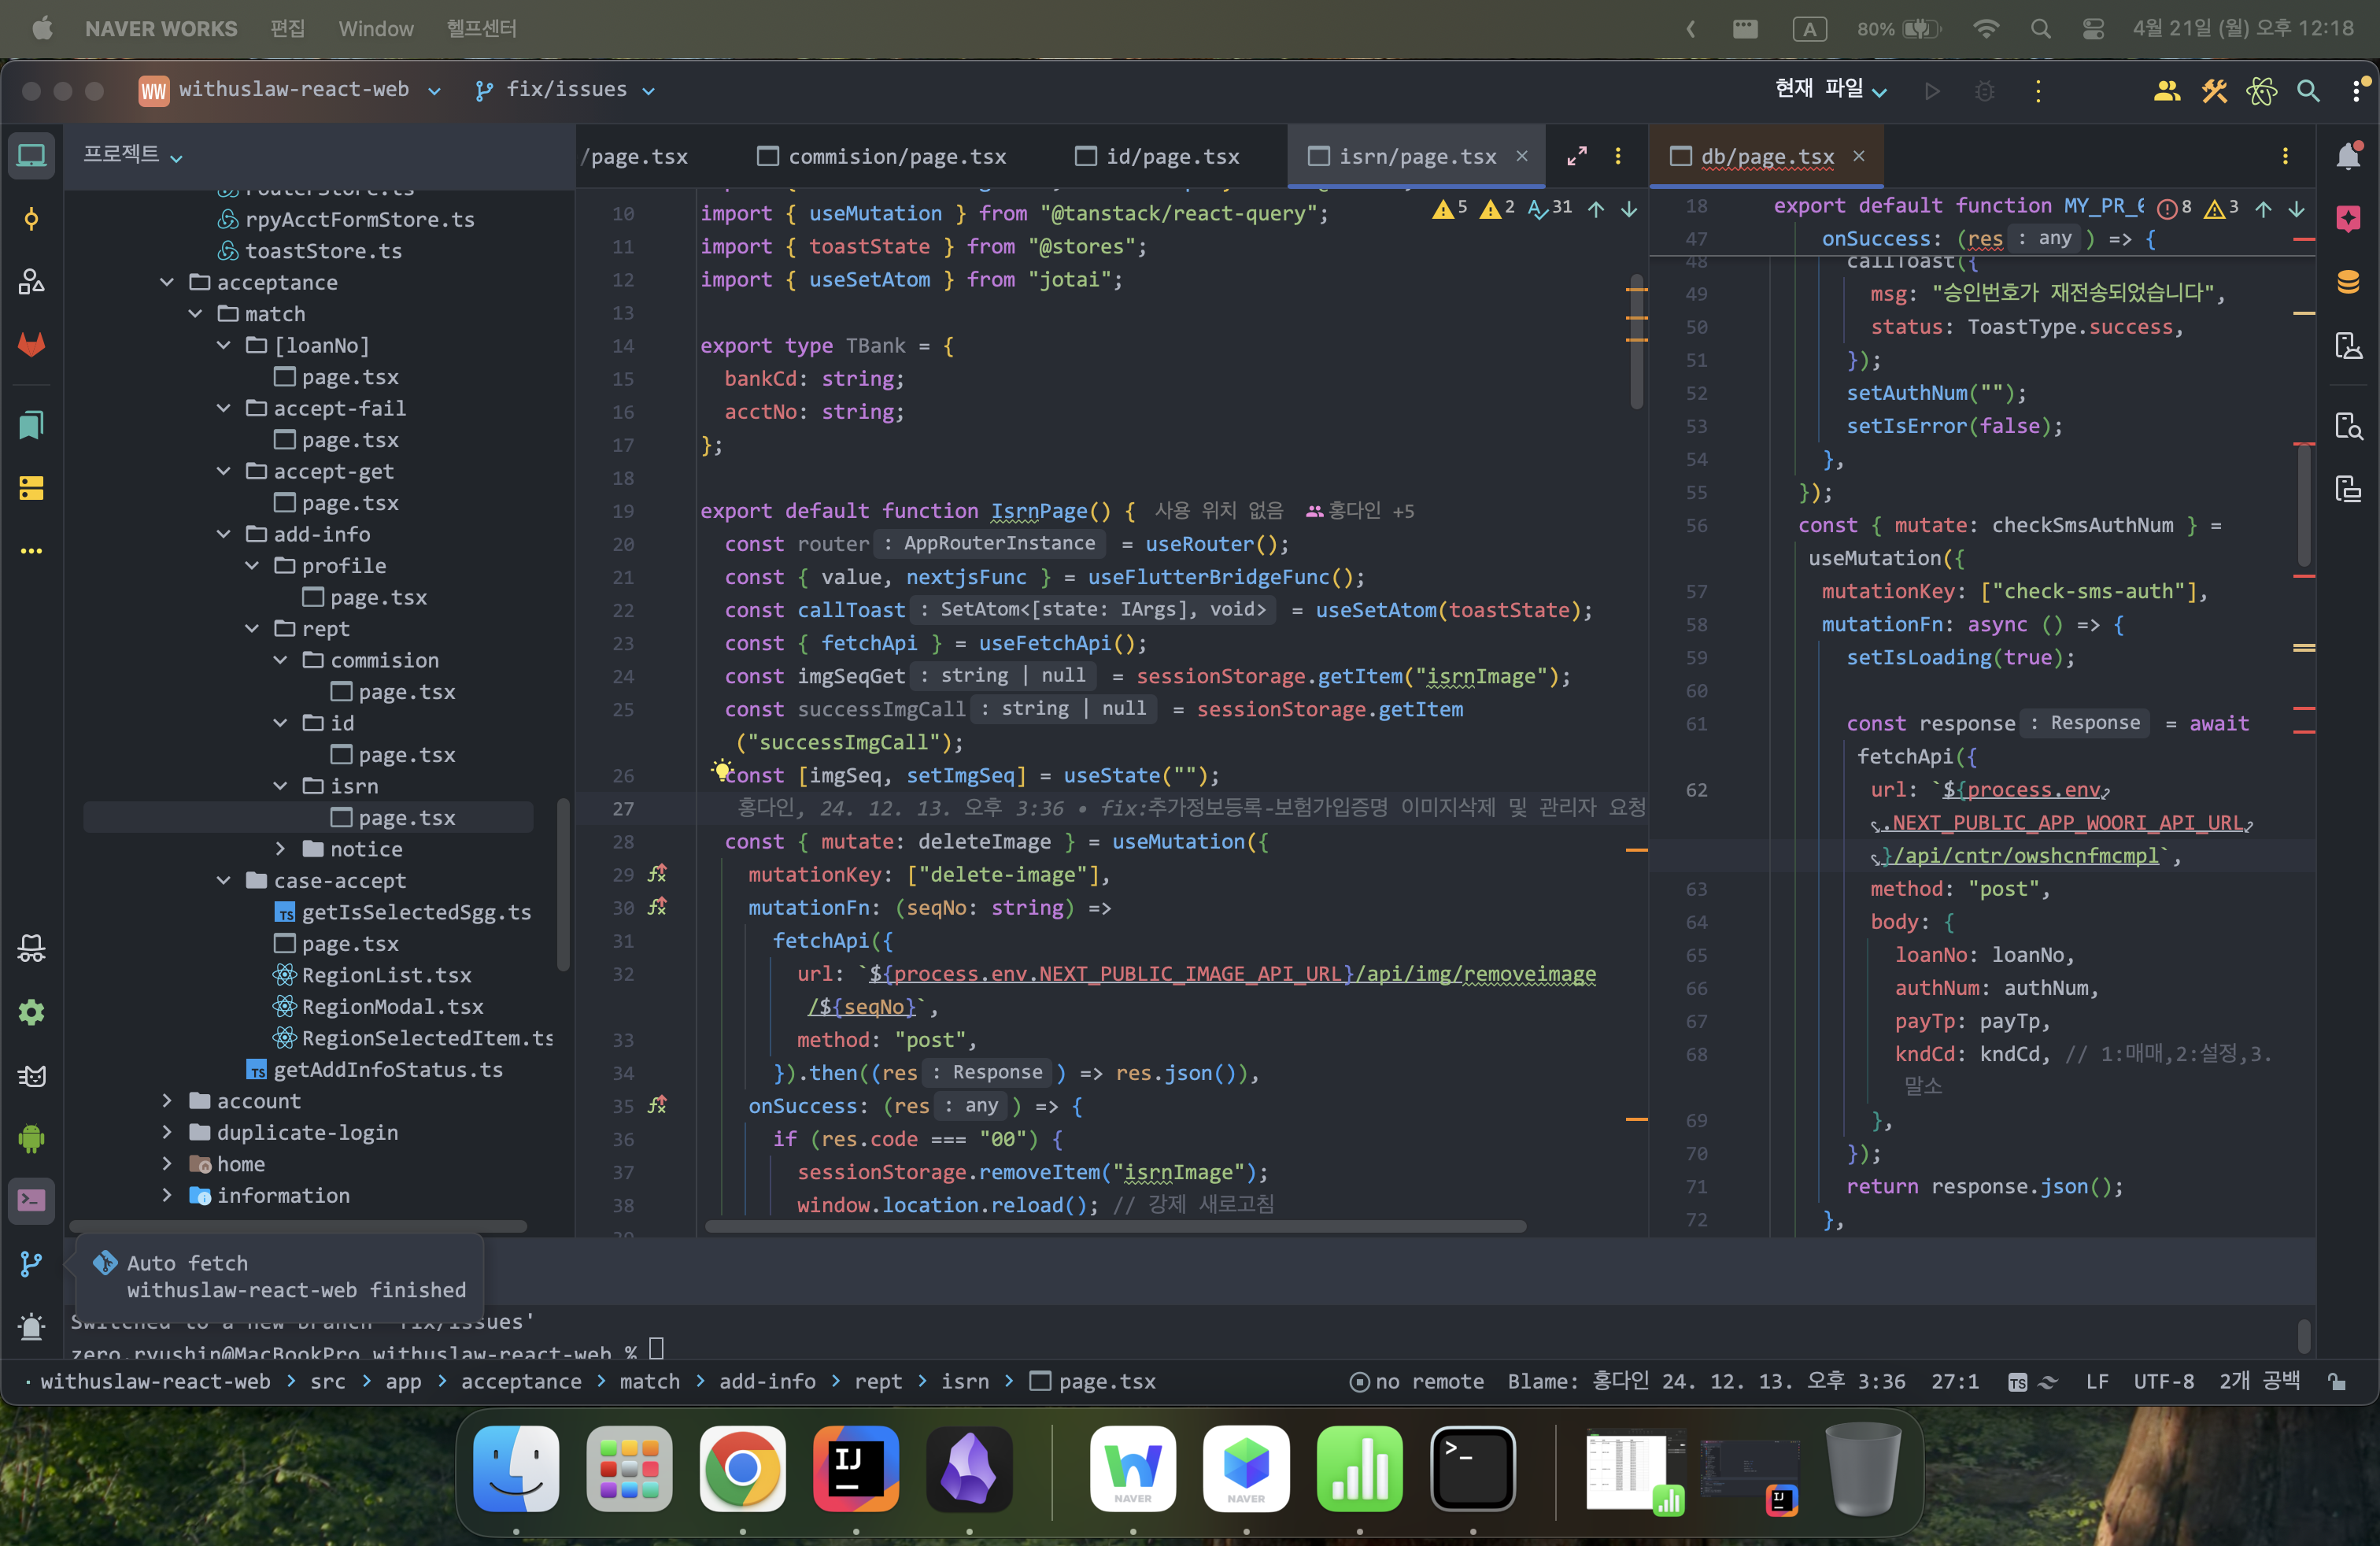 NAVER WORKS 편집 Window 헬프센터
A 80% 4월 21일 (월) 오후 12:18
WW withuslaw-react-web fix/issues 현재 파일
프로젝트
/page.tsx commision/page.tsx id/page.tsx isrn/page.tsx
db/page.tsx
routerStore.ts
rpyAcctFormStore.ts
toastStore.ts
acceptance
match
[loanNo]
page.tsx
accept-fail
page.tsx
accept-get
page.tsx
add-info
profile
page.tsx
rept
commision
page.tsx
id
page.tsx
isrn
page.tsx
notice
case-accept
TS getIsSelectedSgg.ts
page.tsx
RegionList.tsx
RegionModal.tsx
RegionSelectedItem.ts
TS getAddInfoStatus.ts
account
duplicate-login
home
information
5 2 31
10 import { useMutation } from "@tanstack/react-query";
11 import { toastState } from "@stores";
12 import { useSetAtom } from "jotai";
13
14 export type TBank = {
15 bankCd: string;
16 acctNo: string;
17 };
18
19 export default function IsrnPage() { 사용 위치 없음 홍다인 +5
20 const router : AppRouterInstance = useRouter();
21 const { value, nextjsFunc } = useFlutterBridgeFunc();
22 const callToast : SetAtom<[state: IArgs], void> = useSetAtom(toastState);
23 const { fetchApi } = useFetchApi();
24 const imgSeqGet : string | null = sessionStorage.getItem("isrnImage");
25 const successImgCall : string | null = sessionStorage.getItem
("successImgCall");
26 const [imgSeq, setImgSeq] = useState("");
27 홍다인, 24. 12. 13. 오후 3:36 • fix:추가정보등록-보험가입증명 이미지삭제 및 관리자 요청
28 const { mutate: deleteImage } = useMutation({
29 mutationKey: ["delete-image"],
30 mutationFn: (seqNo: string) =>
31 fetchApi({
32 url: `${process.env.NEXT_PUBLIC_IMAGE_API_URL}/api/img/removeimage
/${seqNo}`,
33 method: "post",
34 }).then((res : Response ) => res.json()),
35 onSuccess: (res : any ) => {
36 if (res.code === "00") {
37 sessionStorage.removeItem("isrnImage");
38 window.location.reload(); // 강제 새로고침
18 export default function MY_PR_ 8 3
47 onSuccess: (res : any ) => {
48 callToast({
49 msg: "승인번호가 재전송되었습니다",
50 status: ToastType.success,
51 });
52 setAuthNum("");
53 setIsError(false);
54 },
55 });
56 const { mutate: checkSmsAuthNum } =
useMutation({
57 mutationKey: ["check-sms-auth"],
58 mutationFn: async () => {
59 setIsLoading(true);
60
61 const response : Response = await
fetchApi({
62 url: `${process.env
.NEXT_PUBLIC_APP_WOORI_API_URL
}/api/cntr/owshcnfmcmpl`,
63 method: "post",
64 body: {
65 loanNo: loanNo,
66 authNum: authNum,
67 payTp: payTp,
68 kndCd: kndCd, // 1:매매,2:설정,3.
말소
69 },
70 });
71 return response.json();
72 },
Auto fetch
withuslaw-react-web finished
Switched to a new branch 'fix/issues'
zero.ryushin@MacBookPro withuslaw-react-web %
withuslaw-react-web > src > app > acceptance > match > add-info > rept > isrn > page.tsx no remote Blame: 홍다인 24. 12. 13. 오후 3:36 27:1 TS LF UTF-8 2개 공백
IJ NAVER NAVER >_ IJ